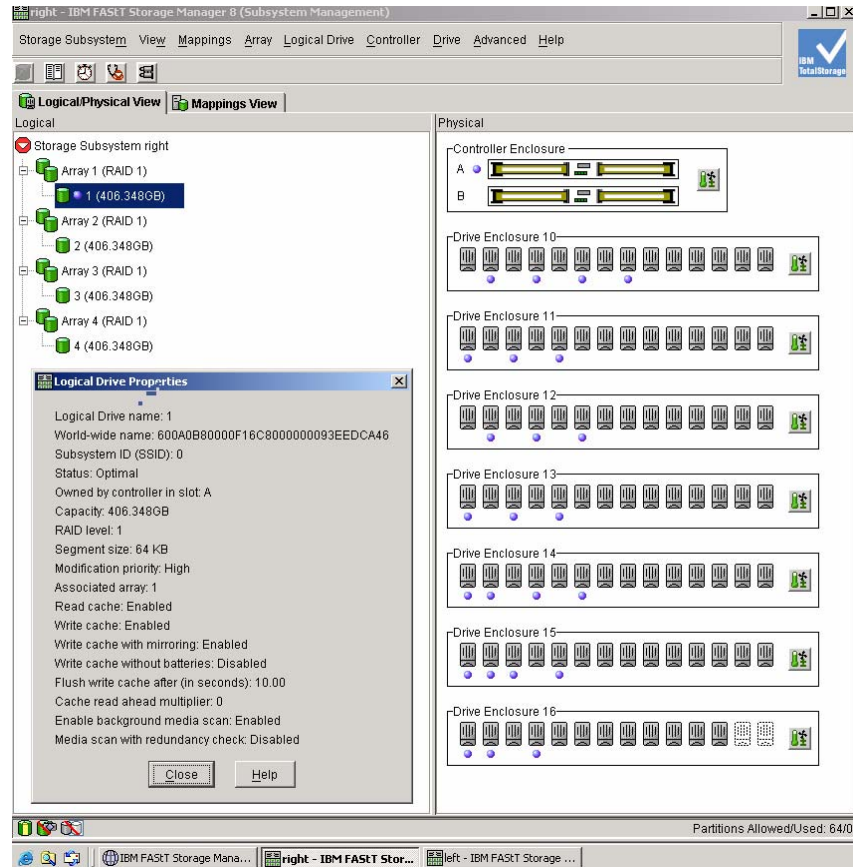 right - IBM FAStT Storage Manager 8 (Subsystem Management)
Storage Subsystem View Mappings Array Logical Drive Controller Drive Advanced Help
IBM
TotalStorage
Logical/Physical View Mappings View
Logical
Storage Subsystem right
Array 1 (RAID 1)
1 (406.348GB)
Array 2 (RAID 1)
2 (406.348GB)
Array 3 (RAID 1)
3 (406.348GB)
Array 4 (RAID 1)
4 (406.348GB)
Logical Drive Properties
Logical Drive name: 1
World-wide name: 600A0B80000F16C8000000093EEDCA46
Subsystem ID (SSID): 0
Status: Optimal
Owned by controller in slot: A
Capacity: 406.348GB
RAID level: 1
Segment size: 64 KB
Modification priority: High
Associated array: 1
Read cache: Enabled
Write cache: Enabled
Write cache with mirroring: Enabled
Write cache without batteries: Disabled
Flush write cache after (in seconds): 10.00
Cache read ahead multiplier: 0
Enable background media scan: Enabled
Media scan with redundancy check: Disabled
Close Help
Physical
Controller Enclosure
A
B
Drive Enclosure 10
Drive Enclosure 11
Drive Enclosure 12
Drive Enclosure 13
Drive Enclosure 14
Drive Enclosure 15
Drive Enclosure 16
Partitions Allowed/Used: 64/0
IBM FAStT Storage Mana... right - IBM FAStT Stor... left - IBM FAStT Storage ...